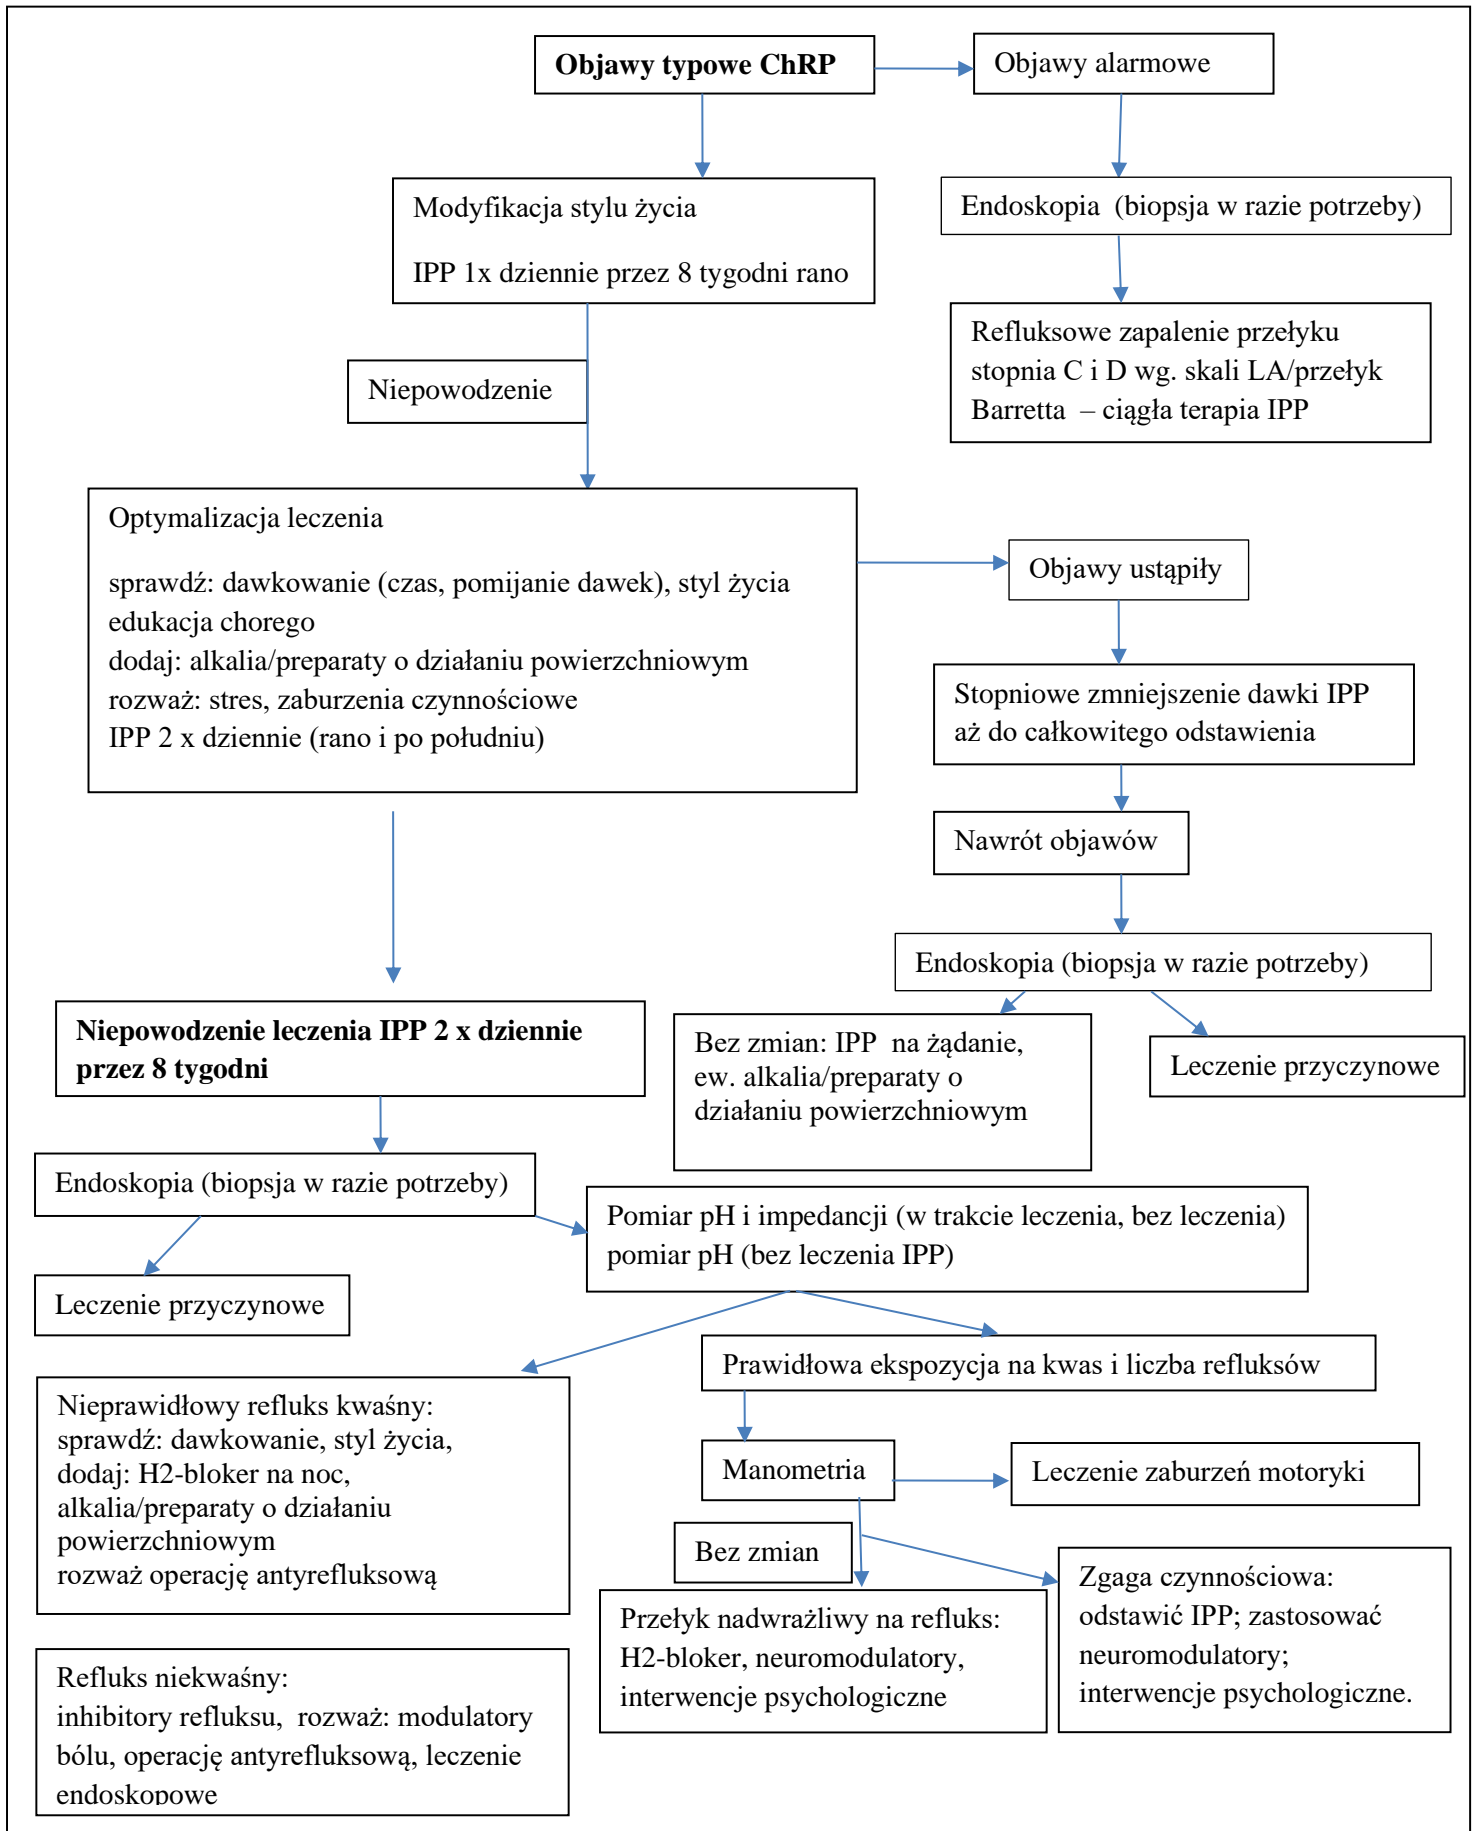 Objawy typowe ChRP
Objawy alarmowe
Modyfikacja stylu życia
IPP 1x dziennie przez 8 tygodni rano
Endoskopia (biopsja w razie potrzeby)
Refluksowe zapalenie przełyku
stopnia C i D wg. skali LA/przełyk
Barretta – ciągła terapia IPP
Niepowodzenie
Optymalizacja leczenia
sprawdź: dawkowanie (czas, pomijanie dawek), styl życia
edukacja chorego
dodaj: alkalia/preparaty o działaniu powierzchniowym
rozważ: stres, zaburzenia czynnościowe
IPP 2 x dziennie (rano i po południu)
Objawy ustąpiły
Stopniowe zmniejszenie dawki IPP
aż do całkowitego odstawienia
Nawrót objawów
Endoskopia (biopsja w razie potrzeby)
Bez zmian: IPP na żądanie,
ew. alkalia/preparaty o
działaniu powierzchniowym
Leczenie przyczynowe
Niepowodzenie leczenia IPP 2 x dziennie
przez 8 tygodni
Endoskopia (biopsja w razie potrzeby)
Leczenie przyczynowe
Pomiar pH i impedancji (w trakcie leczenia, bez leczenia)
pomiar pH (bez leczenia IPP)
Nieprawidłowy refluks kwaśny:
sprawdź: dawkowanie, styl życia,
dodaj: H2-bloker na noc,
alkalia/preparaty o działaniu
powierzchniowym
rozważ operację antyrefluksową
Refluks niekwaśny:
inhibitory refluksu, rozważ: modulatory
bólu, operację antyrefluksową, leczenie
endoskopowe
Prawidłowa ekspozycja na kwas i liczba refluksów
Manometria
Leczenie zaburzeń motoryki
Bez zmian
Przełyk nadwrażliwy na refluks:
H2-bloker, neuromodulatory,
interwencje psychologiczne
Zgaga czynnościowa:
odstawić IPP; zastosować
neuromodulatory;
interwencje psychologiczne.